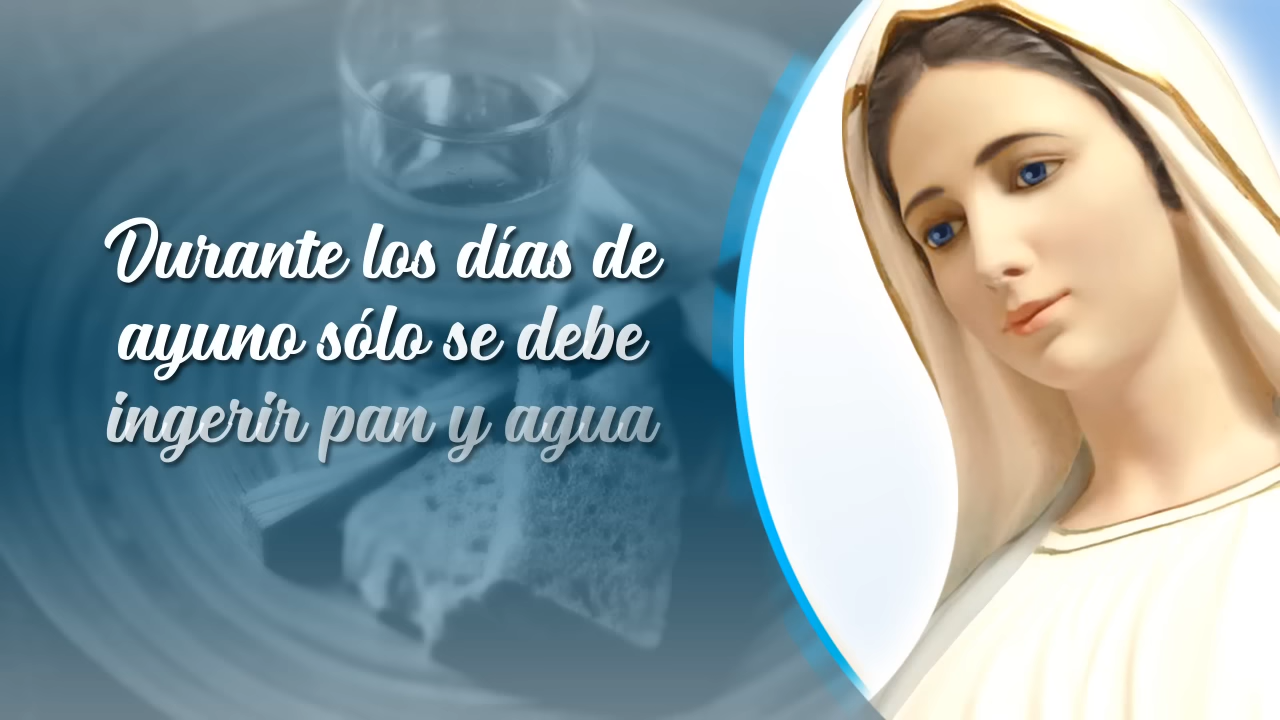 Durante los días de
ayuno sólo se debe
ingerir pan y agua